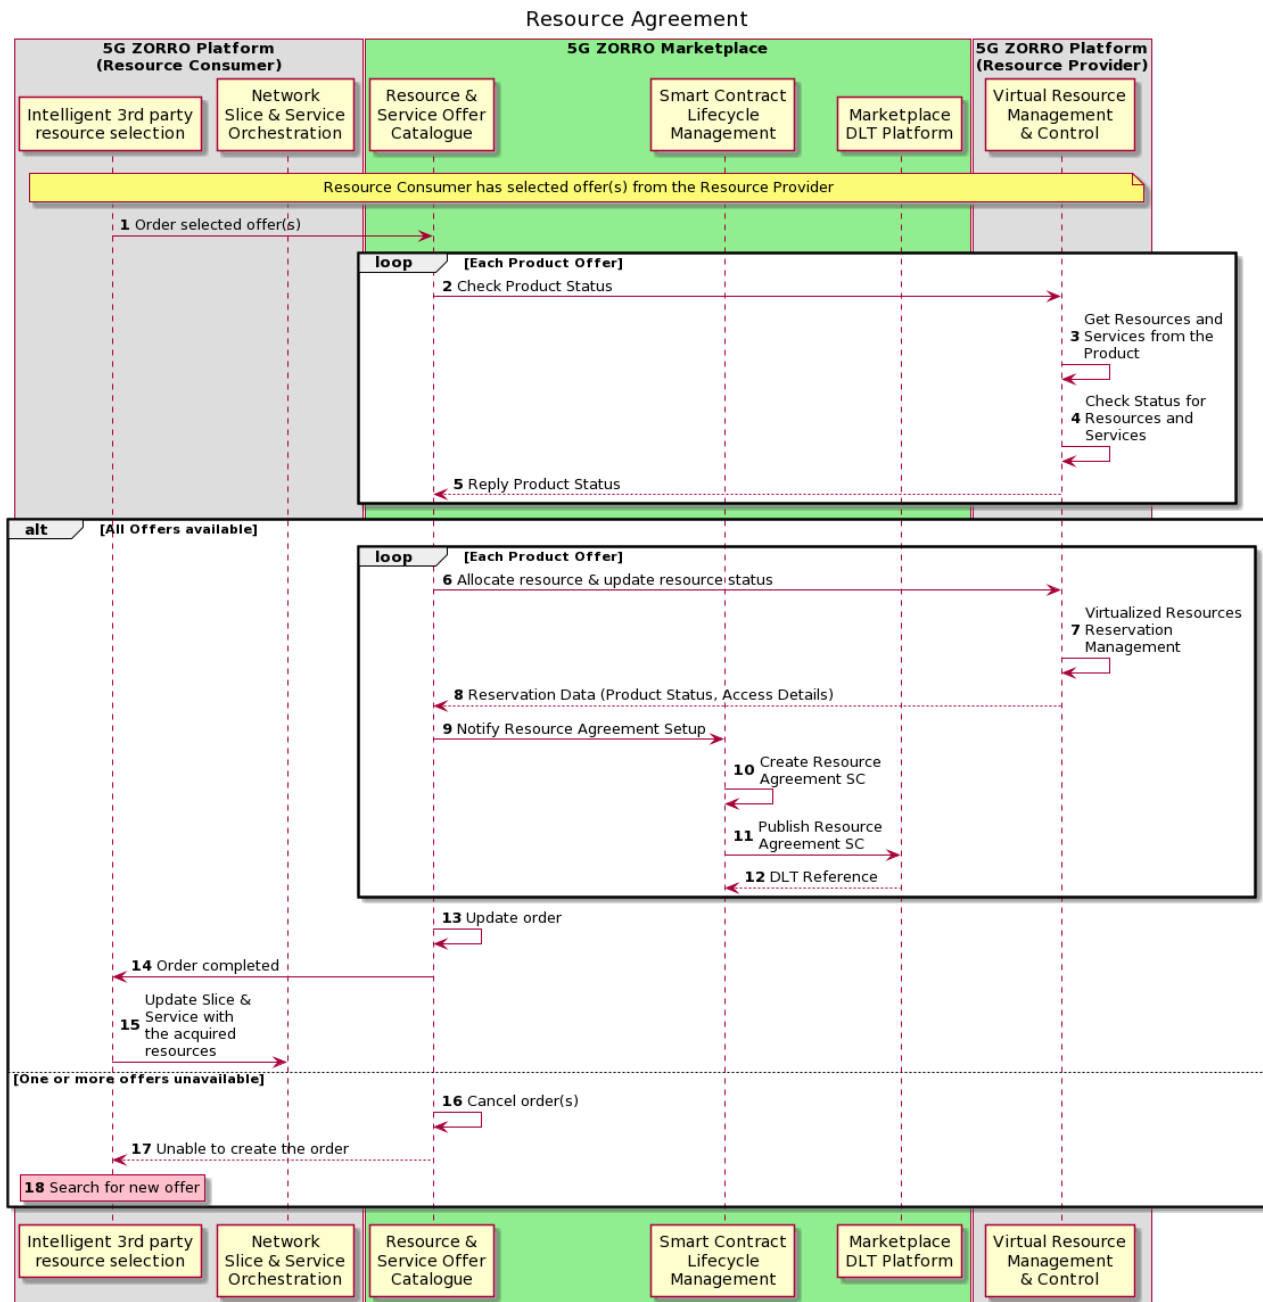 Resource Agreement
5G ZORRO Platform
(Resource Consumer)
5G ZORRO Marketplace
5G ZORRO Platform
(Resource Provider)
Intelligent 3rd party
resource selection
Network
Slice & Service
Orchestration
Resource &
Service Offer
Catalogue
Smart Contract
Lifecycle
Management
Marketplace
DLT Platform
Virtual Resource
Management
& Control
Resource Consumer has selected offer(s) from the Resource Provider
1 Order selected offer(s)
loop [Each Product Offer]
2 Check Product Status
Get Resources and
3 Services from the
Product
Check Status for
4 Resources and
Services
5 Reply Product Status
alt [All Offers available]
loop [Each Product Offer]
6 Allocate resource & update resource status
Virtualized Resources
7 Reservation
Management
8 Reservation Data (Product Status, Access Details)
9 Notify Resource Agreement Setup
10 Create Resource
Agreement SC
11 Publish Resource
Agreement SC
12 DLT Reference
13 Update order
14 Order completed
Update Slice &
Service with
15 the acquired
resources
[One or more offers unavailable]
16 Cancel order(s)
17 Unable to create the order
18 Search for new offer
Intelligent 3rd party
resource selection
Network
Slice & Service
Orchestration
Resource &
Service Offer
Catalogue
Smart Contract
Lifecycle
Management
Marketplace
DLT Platform
Virtual Resource
Management
& Control